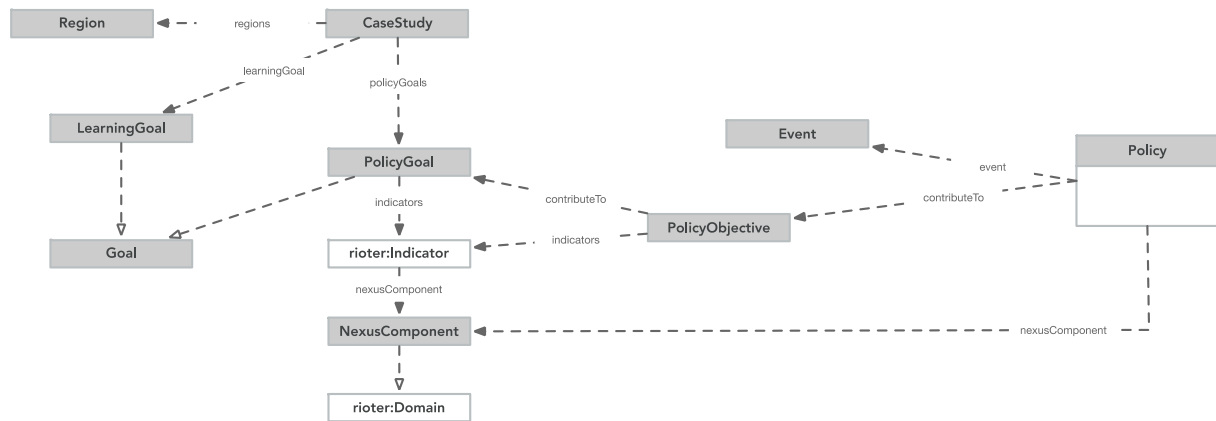 Region
regions
CaseStudy
learningGoal
policyGoals
LearningGoal
Event
Policy
PolicyGoal
event
indicators
contributeTo
contributeTo
PolicyObjective
Goal
rioter:Indicator
indicators
nexusComponent
NexusComponent
nexusComponent
rioter:Domain